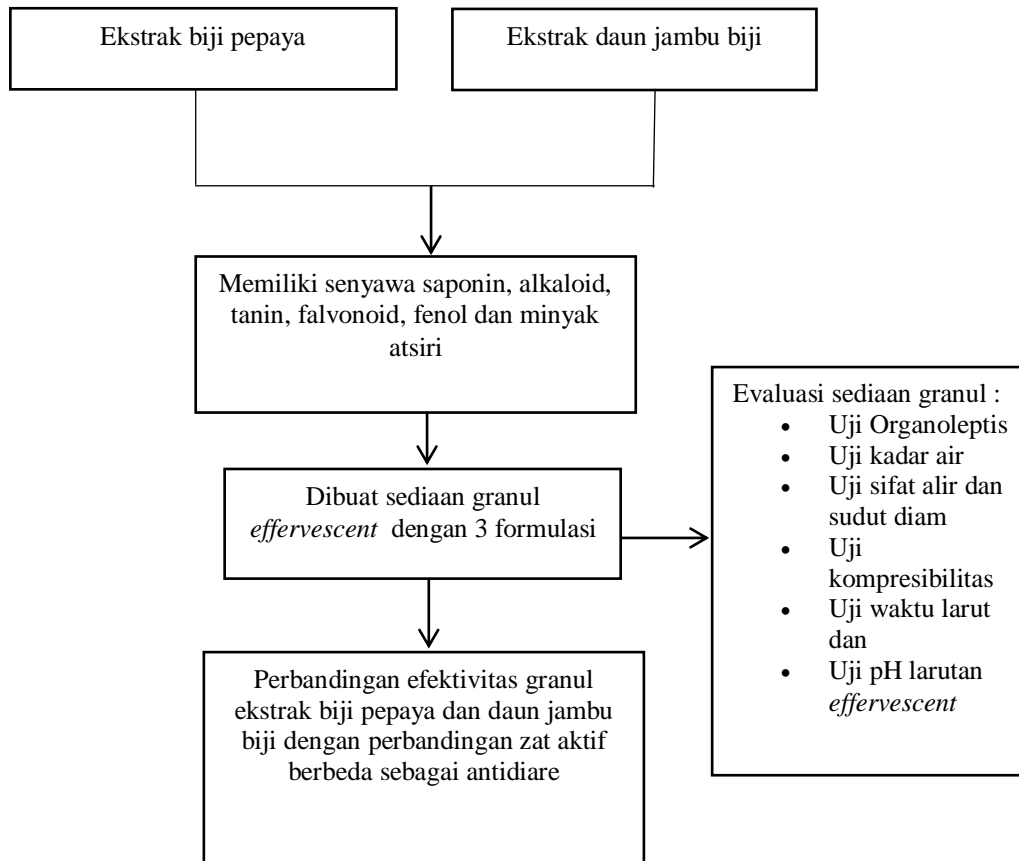 Ekstrak biji pepaya
Ekstrak daun jambu biji
Memiliki senyawa saponin, alkaloid,
tanin, falvonoid, fenol dan minyak
atsiri
Dibuat sediaan granul
effervescent dengan 3 formulasi
Evaluasi sediaan granul :
• Uji Organoleptis
• Uji kadar air
• Uji sifat alir dan
sudut diam
• Uji
kompresibilitas
• Uji waktu larut
dan
• Uji pH larutan
effervescent
Perbandingan efektivitas granul
ekstrak biji pepaya dan daun jambu
biji dengan perbandingan zat aktif
berbeda sebagai antidiare